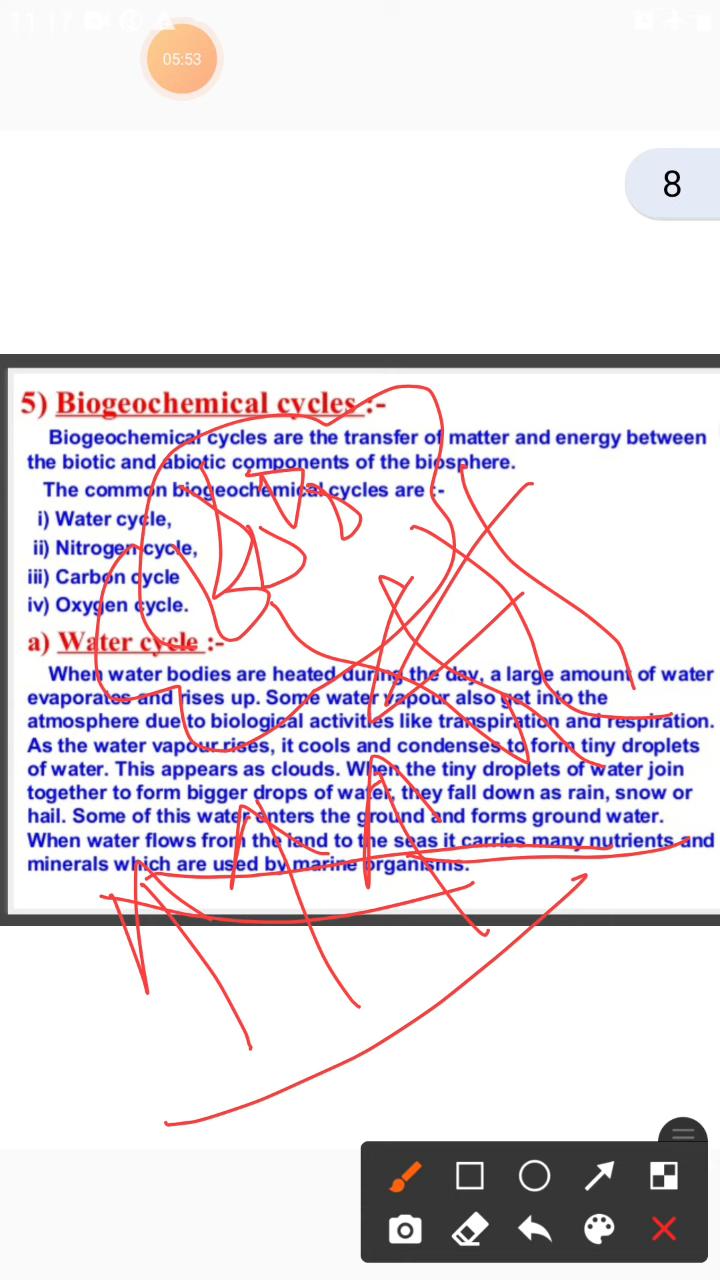 11:17
05:53
8
5) Biogeochemical cycles :-
Biogeochemical cycles are the transfer of matter and energy between
the biotic and abiotic components of the biosphere.
The common biogeochemical cycles are :-
i) Water cycle,
ii) Nitrogen cycle,
iii) Carbon cycle
iv) Oxygen cycle.
a) Water cycle :-
When water bodies are heated during the day, a large amount of water
evaporates and rises up. Some water vapour also get into the
atmosphere due to biological activities like transpiration and respiration.
As the water vapour rises, it cools and condenses to form tiny droplets
of water. This appears as clouds. When the tiny droplets of water join
together to form bigger drops of water, they fall down as rain, snow or
hail. Some of this water enters the ground and forms ground water.
When water flows from the land to the seas it carries many nutrients and
minerals which are used by marine organisms.